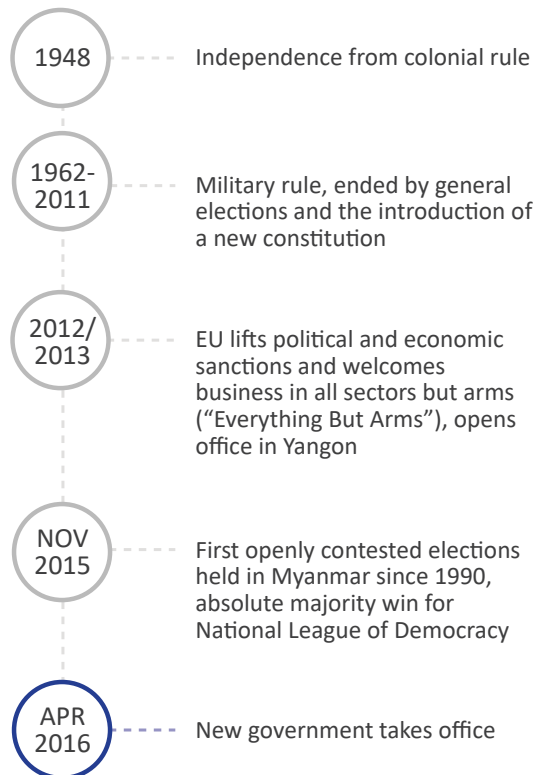 1948
Independence from colonial rule
1962-
2011
Military rule, ended by general
elections and the introduction of
a new constitution
2012/
2013
EU lifts political and economic
sanctions and welcomes
business in all sectors but arms
(“Everything But Arms”), opens
office in Yangon
NOV
2015
First openly contested elections
held in Myanmar since 1990,
absolute majority win for
National League of Democracy
APR
2016
New government takes office